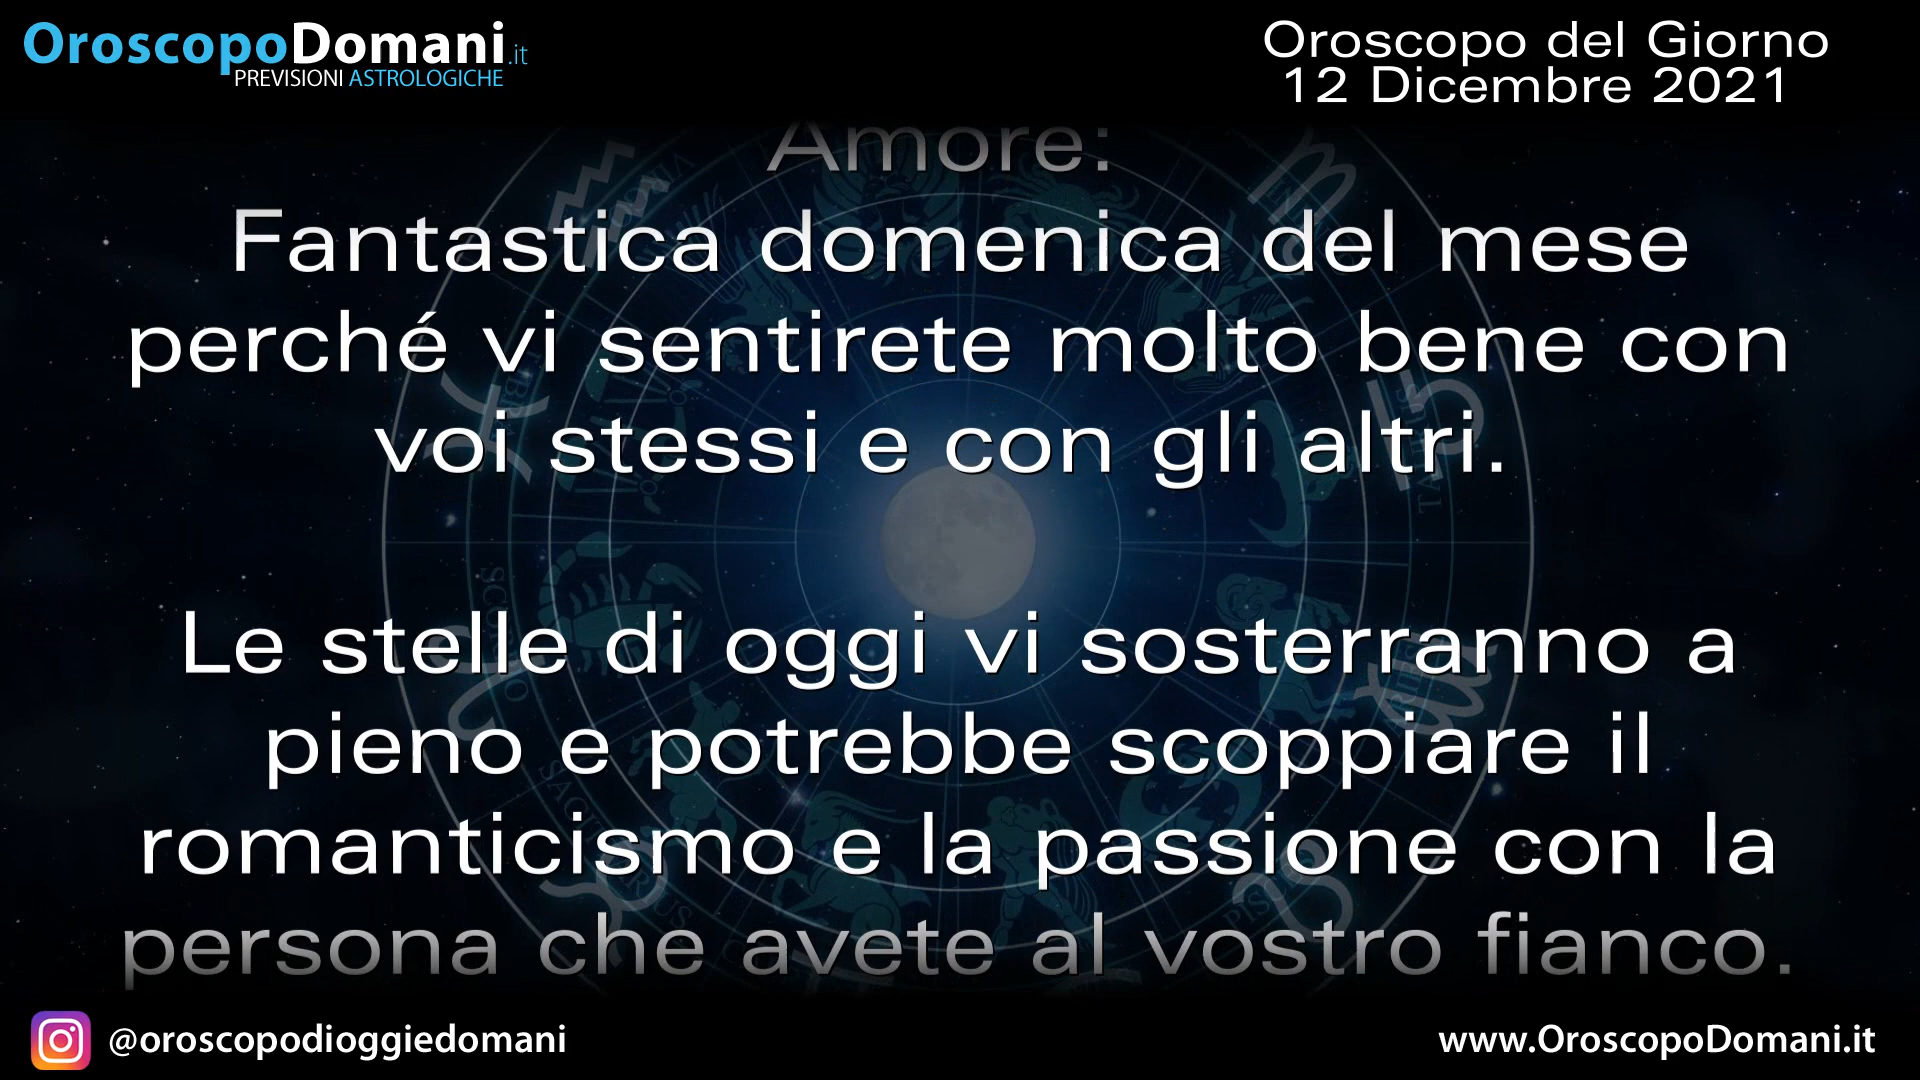 OroscopoDomani.it
PREVISIONI ASTROLOGICHE
Oroscopo del Giorno
12 Dicembre 2021
Amore:
Fantastica domenica del mese
perché vi sentirete molto bene con
voi stessi e con gli altri.
Le stelle di oggi vi sosterranno a
pieno e potrebbe scoppiare il
romanticismo e la passione con la
persona che avete al vostro fianco.
@oroscopodioggiedomani
www.OroscopoDomani.it